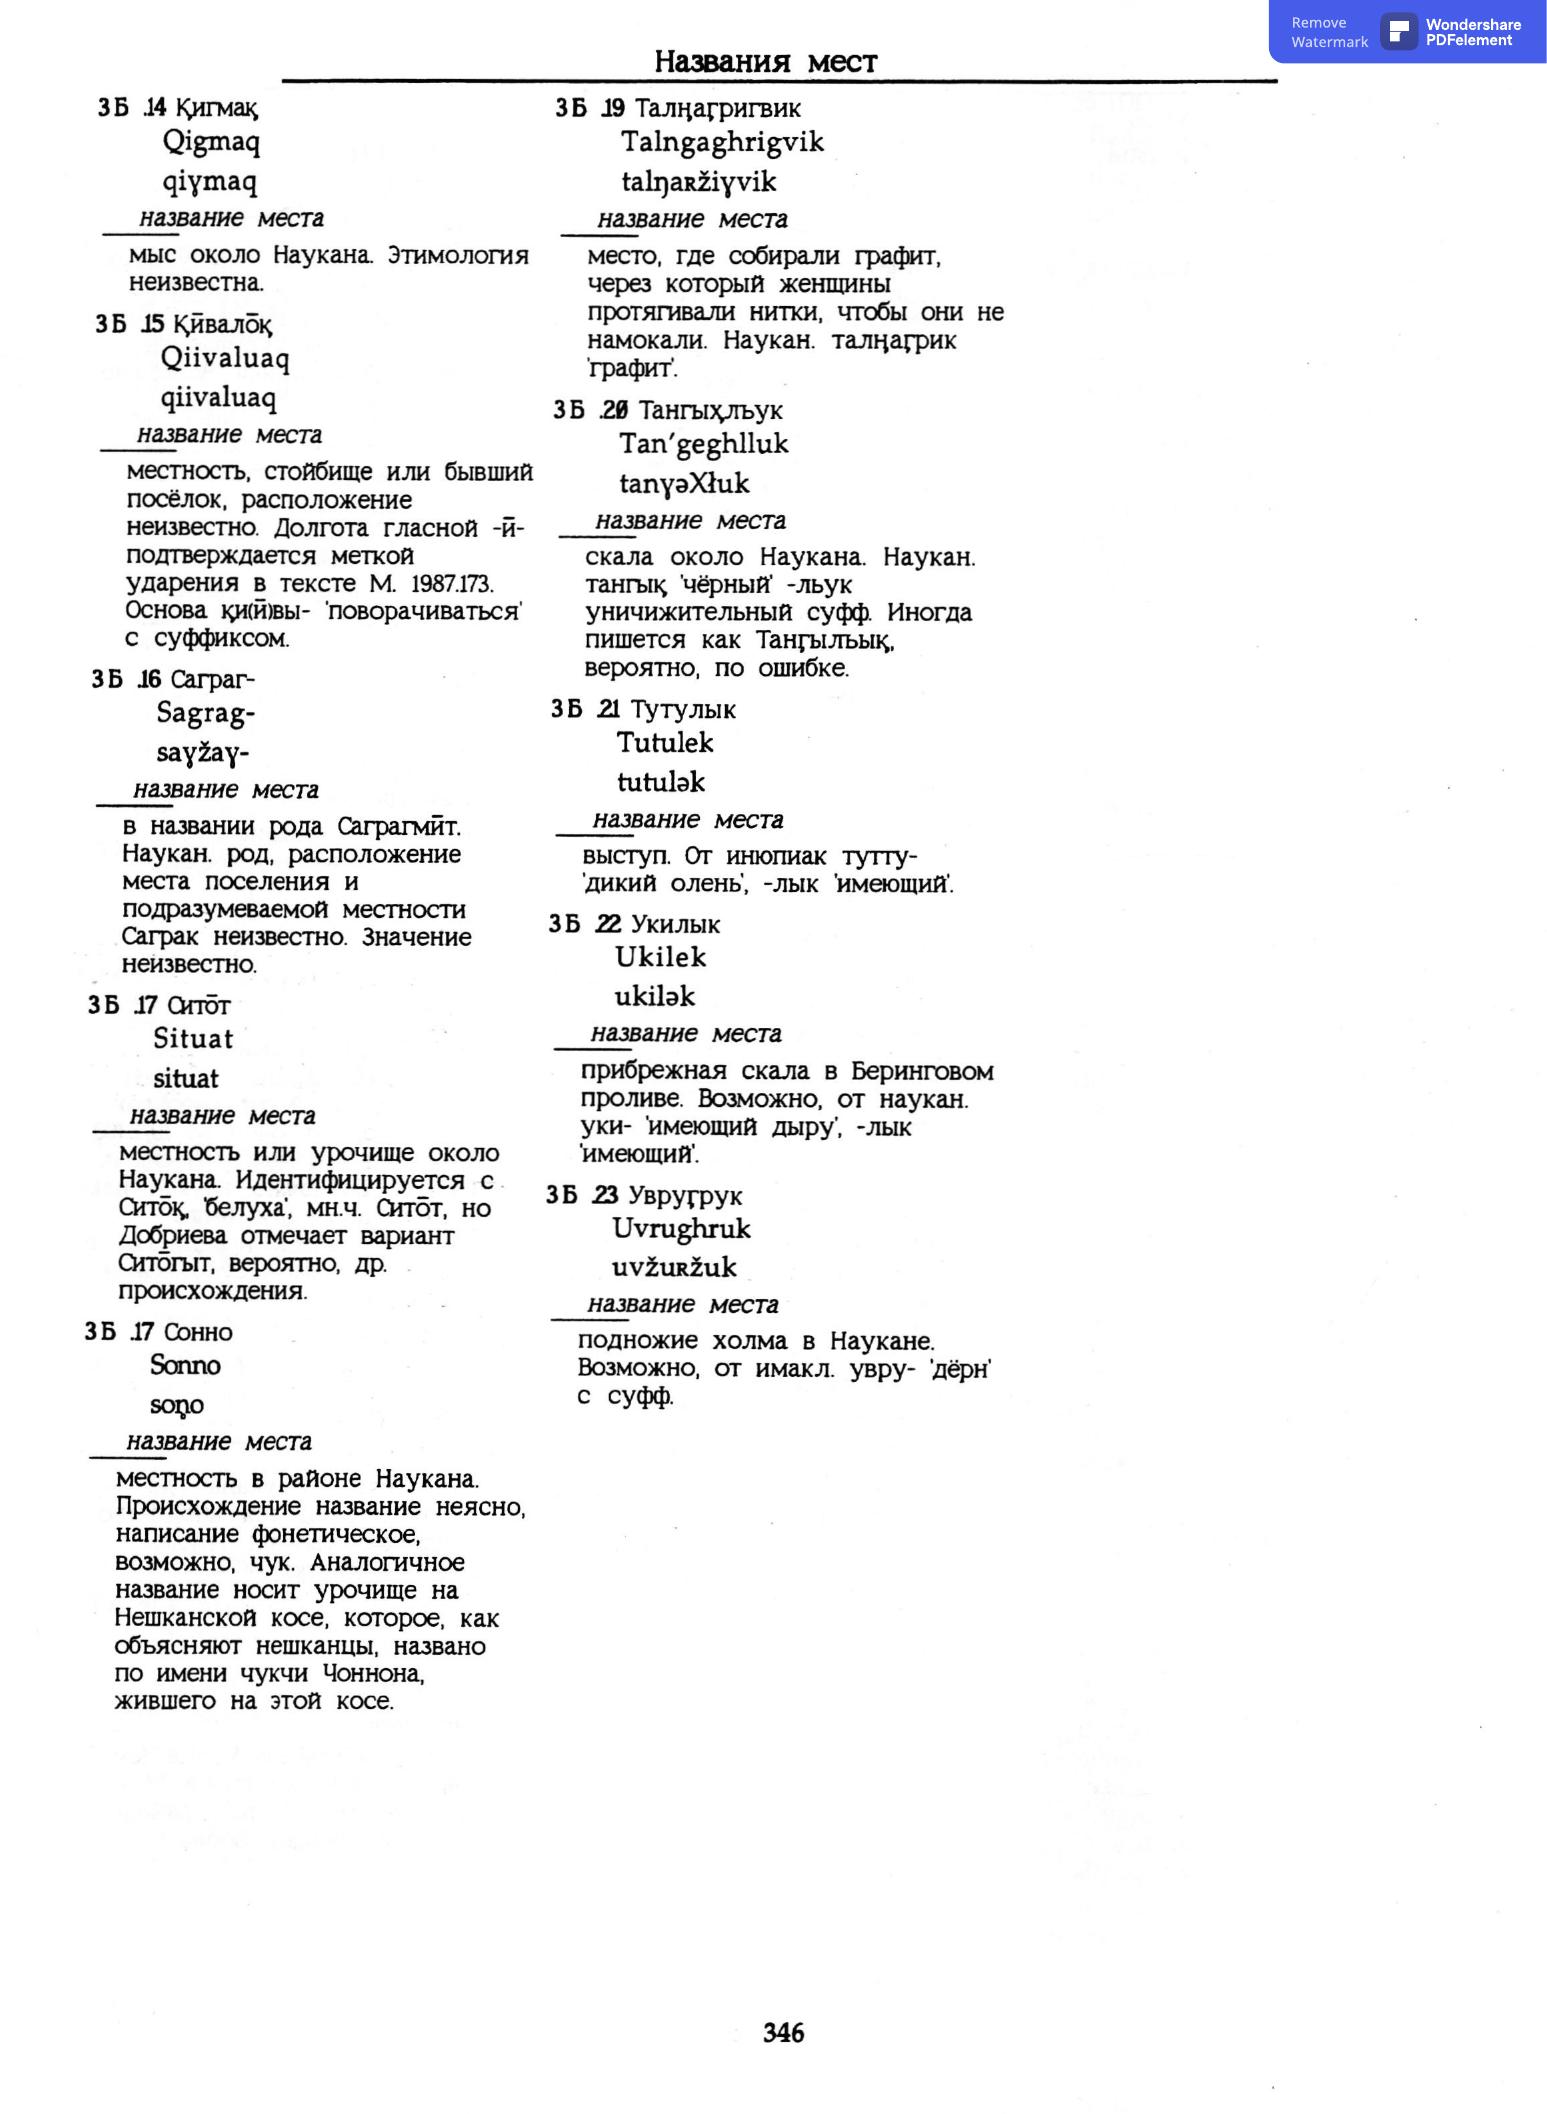 Remove
Watermark
Wondershare
PDFelement
Названия мест
3Б .14 Қигмақ
Qigmaq
qiɣmaq
название места
мыс около Наукана. Этимология
неизвестна.
3Б .15 Қӣвалōқ
Qiivaluaq
qiivaluaq
название места
местность, стойбище или бывший
посёлок, расположение
неизвестно. Долгота гласной -ӣ-
подтверждается меткой
ударения в тексте М. 1987.173.
Основа қи(ӣ)вы- 'поворачиваться'
с суффиксом.
3Б .16 Саграг-
Sagrag-
saɣžaɣ-
название места
в названии рода Саграгмӣт.
Наукан. род, расположение
места поселения и
подразумеваемой местности
Саграк неизвестно. Значение
неизвестно.
3Б .17 Ситōт
Situat
situat
название места
местность или урочище около
Наукана. Идентифицируется с
Ситōқ, 'белуха', мн.ч. Ситōт, но
Добриева отмечает вариант
Ситōгыт, вероятно, др.
происхождения.
3Б .17 Сонно
Sonno
son̥o
название места
местность в районе Наукана.
Происхождение название неясно,
написание фонетическое,
возможно, чук. Аналогичное
название носит урочище на
Нешканской косе, которое, как
объясняют нешканцы, названо
по имени чукчи Чоннона,
жившего на этой косе.
3Б .19 Талӊаӷригвик
Talngaghrigvik
talŋaʀžiɣvik
название места
место, где собирали графит,
через который женщины
протягивали нитки, чтобы они не
намокали. Наукан. талӊаӷрик
'графит'.
3Б .20 Тангыҳлъук
Tan'geghlluk
tanɣəXłuk
название места
скала около Наукана. Наукан.
тангық 'чёрный' -льук
уничижительный суфф. Иногда
пишется как Танӷылъық,
вероятно, по ошибке.
3Б .21 Тутулык
Tutulek
tutulək
название места
выступ. От инюпиак тутту-
'дикий олень', -лык 'имеющий'.
3Б .22 Укилык
Ukilek
ukilək
название места
прибрежная скала в Беринговом
проливе. Возможно, от наукан.
уки- 'имеющий дыру', -лык
'имеющий'.
3Б .23 Увруӷрук
Uvrughruk
uvžuʀžuk
название места
подножие холма в Наукане.
Возможно, от имакл. увру- 'дёрн'
с суфф.
346